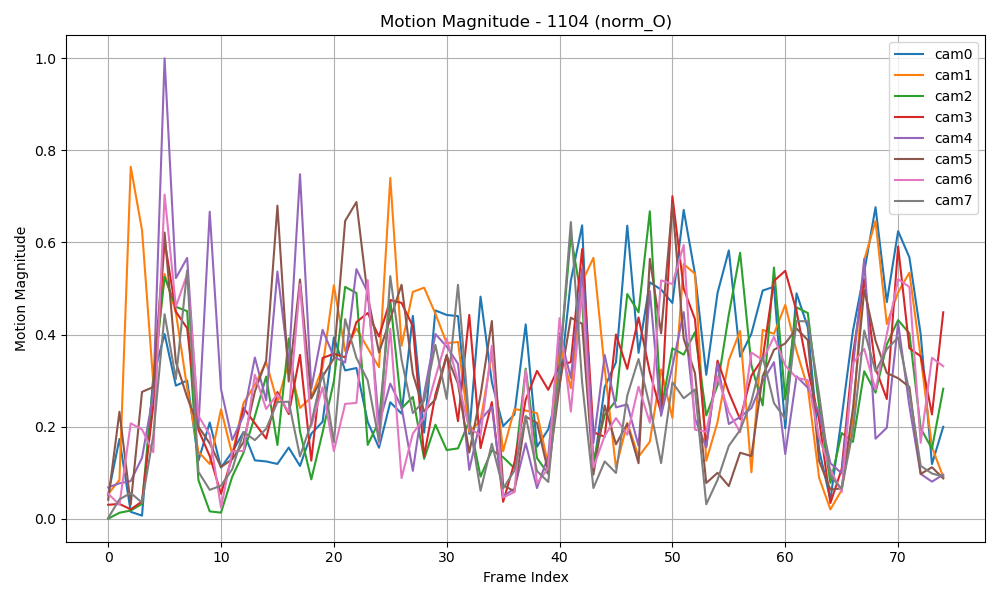 Motion Magnitude - 1104 (norm_O)
Motion Magnitude
1.0
0.8
0.6
0.4
0.2
0.0
0 10 20 30 40 50 60 70
Frame Index
cam0
cam1
cam2
cam3
cam4
cam5
cam6
cam7